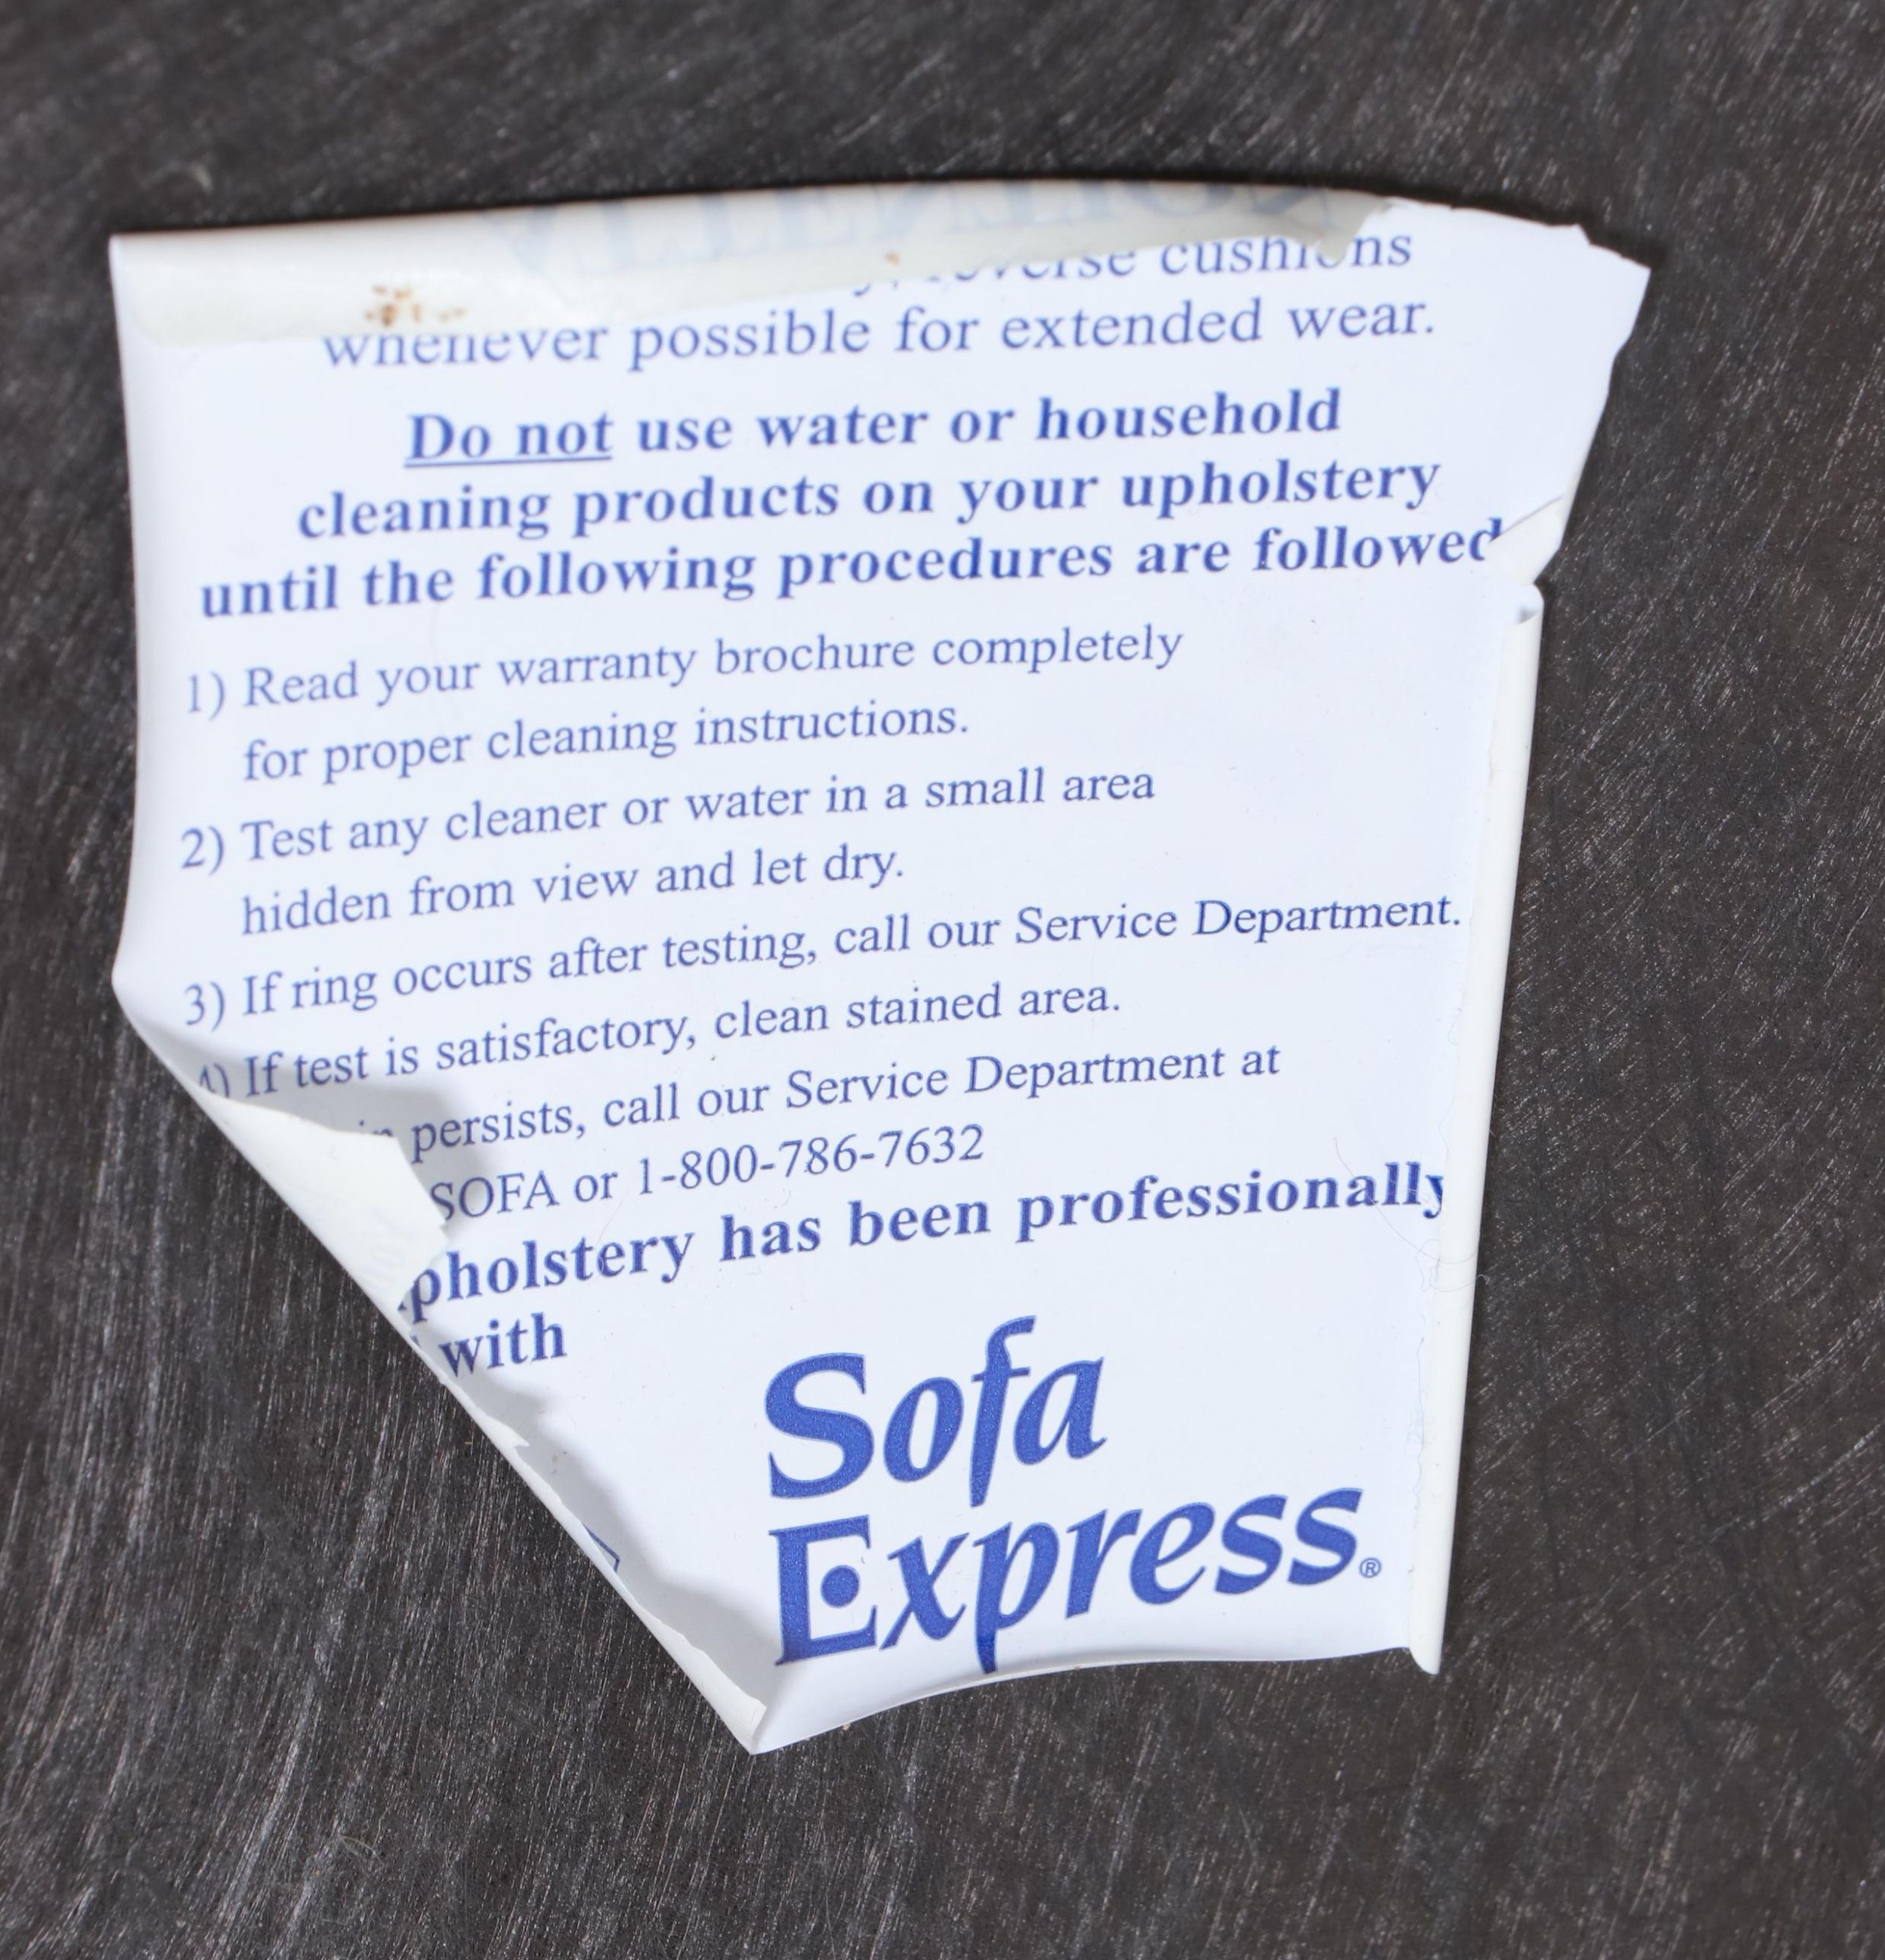 ATTENTION
reverse cushions
whenever possible for extended wear.
Do not use water or household
cleaning products on your upholstery
until the following procedures are followed
1) Read your warranty brochure completely
for proper cleaning instructions.
2) Test any cleaner or water in a small area
hidden from view and let dry.
3) If ring occurs after testing, call our Service Department.
4) If test is satisfactory, clean stained area.
persists, call our Service Department at
SOFA or 1-800-786-7632
pholstery has been professionally
with
Sofa
Express®